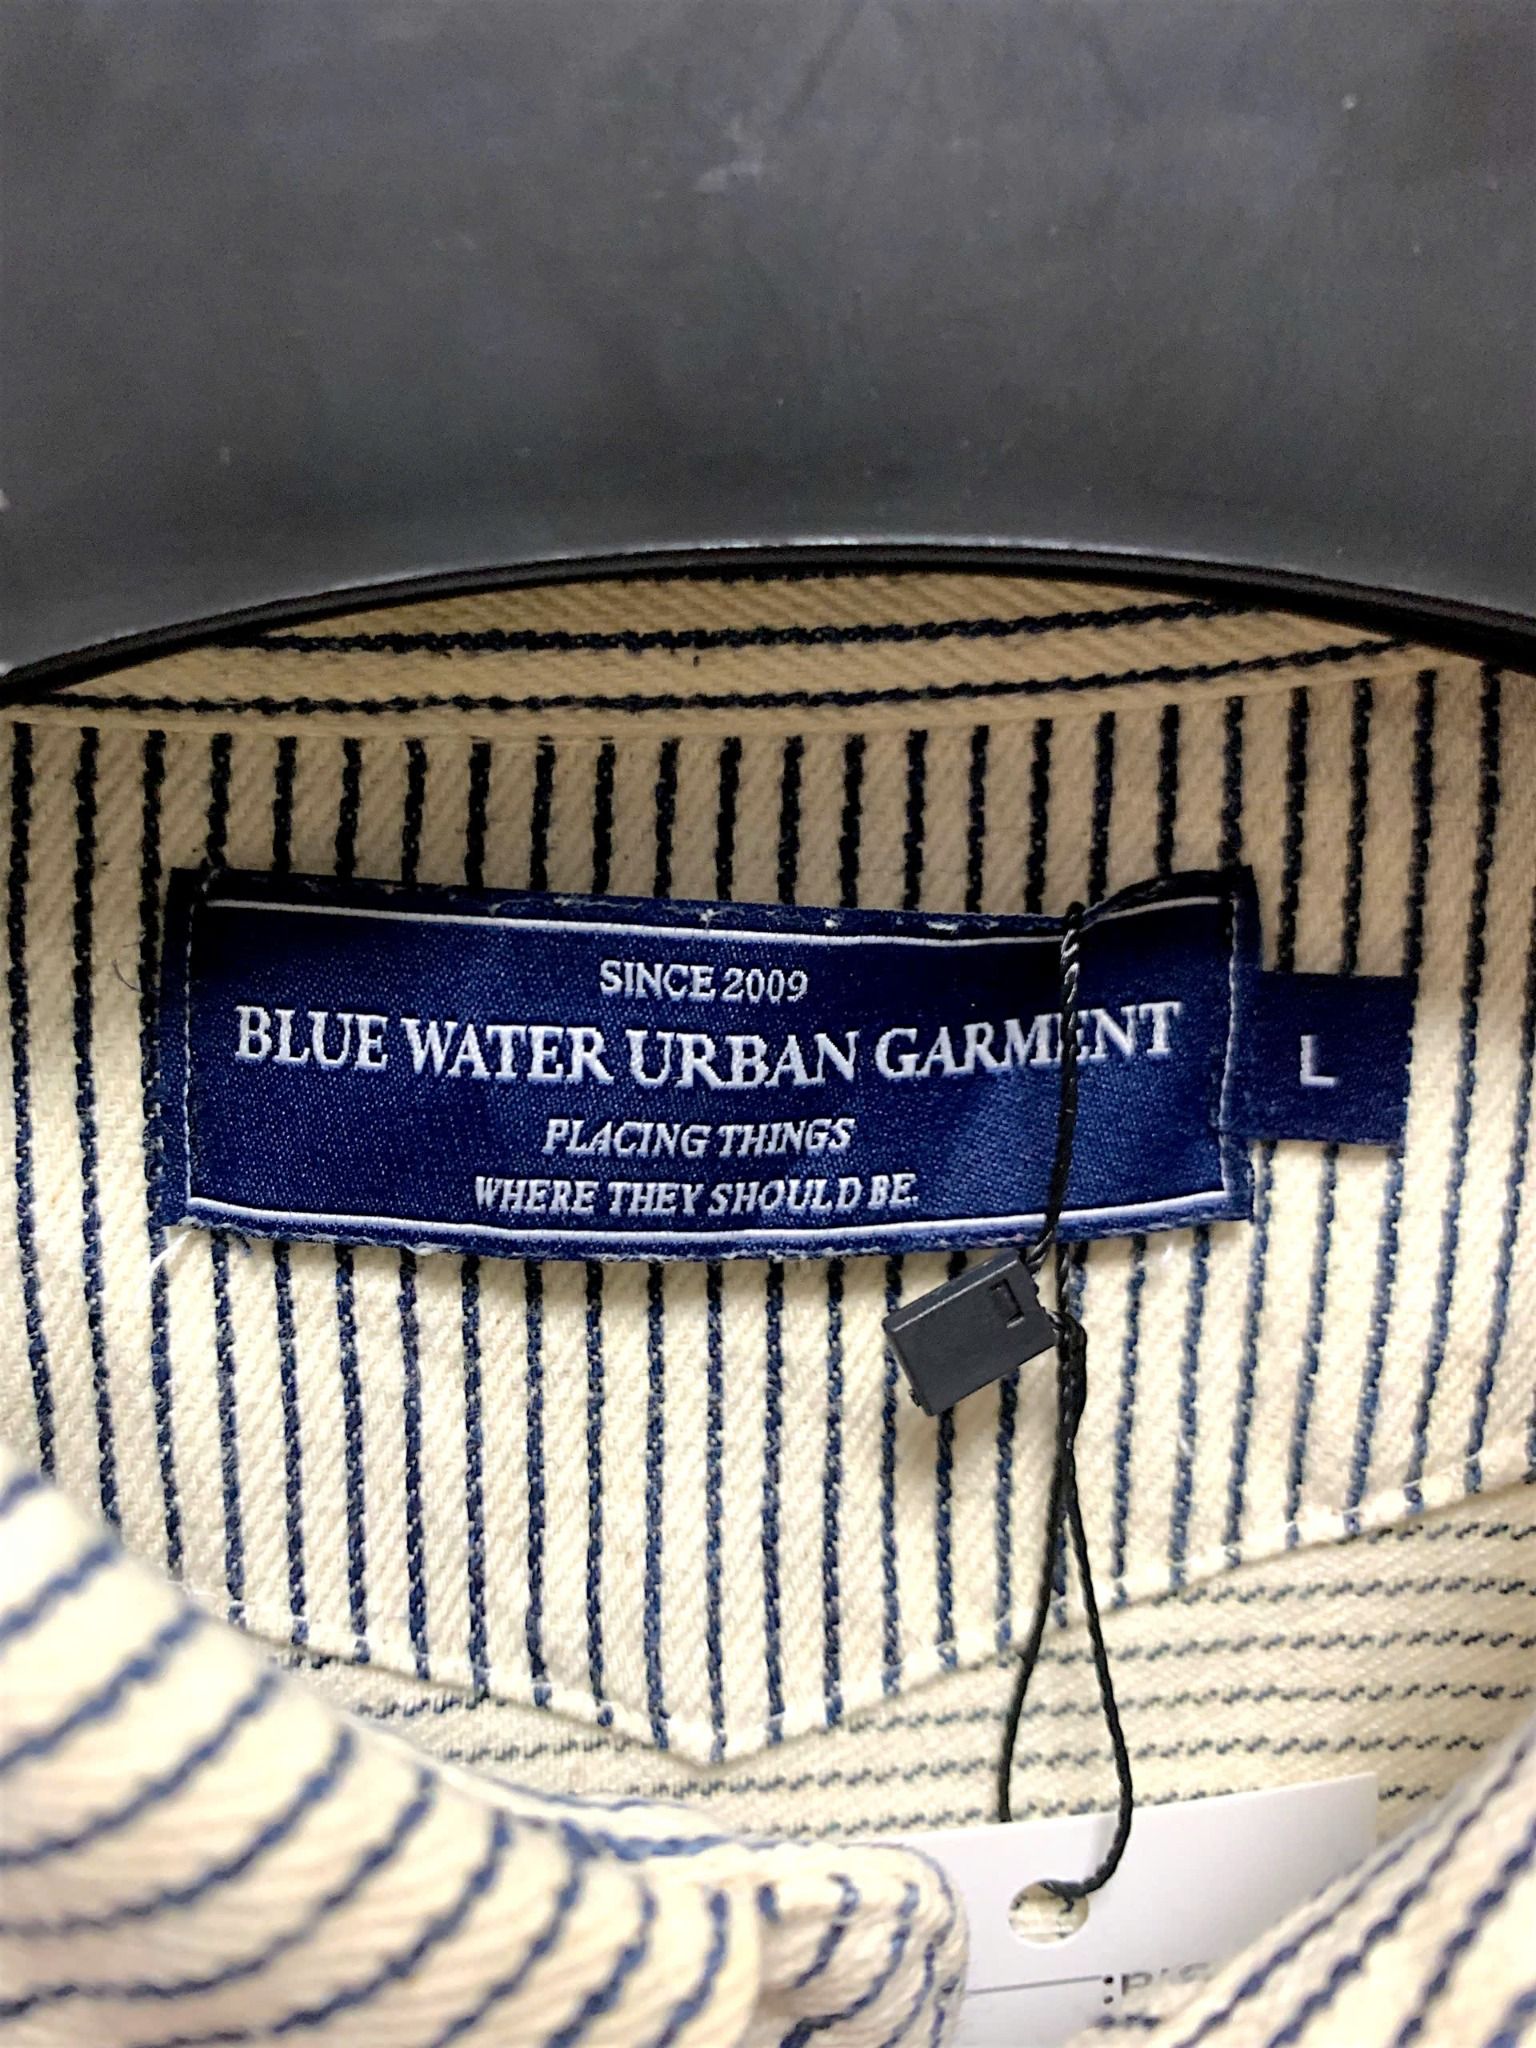 SINCE 2009
BLUE WATER URBAN GARMENT
L
PLACING THINGS
WHERE THEY SHOULD BE.